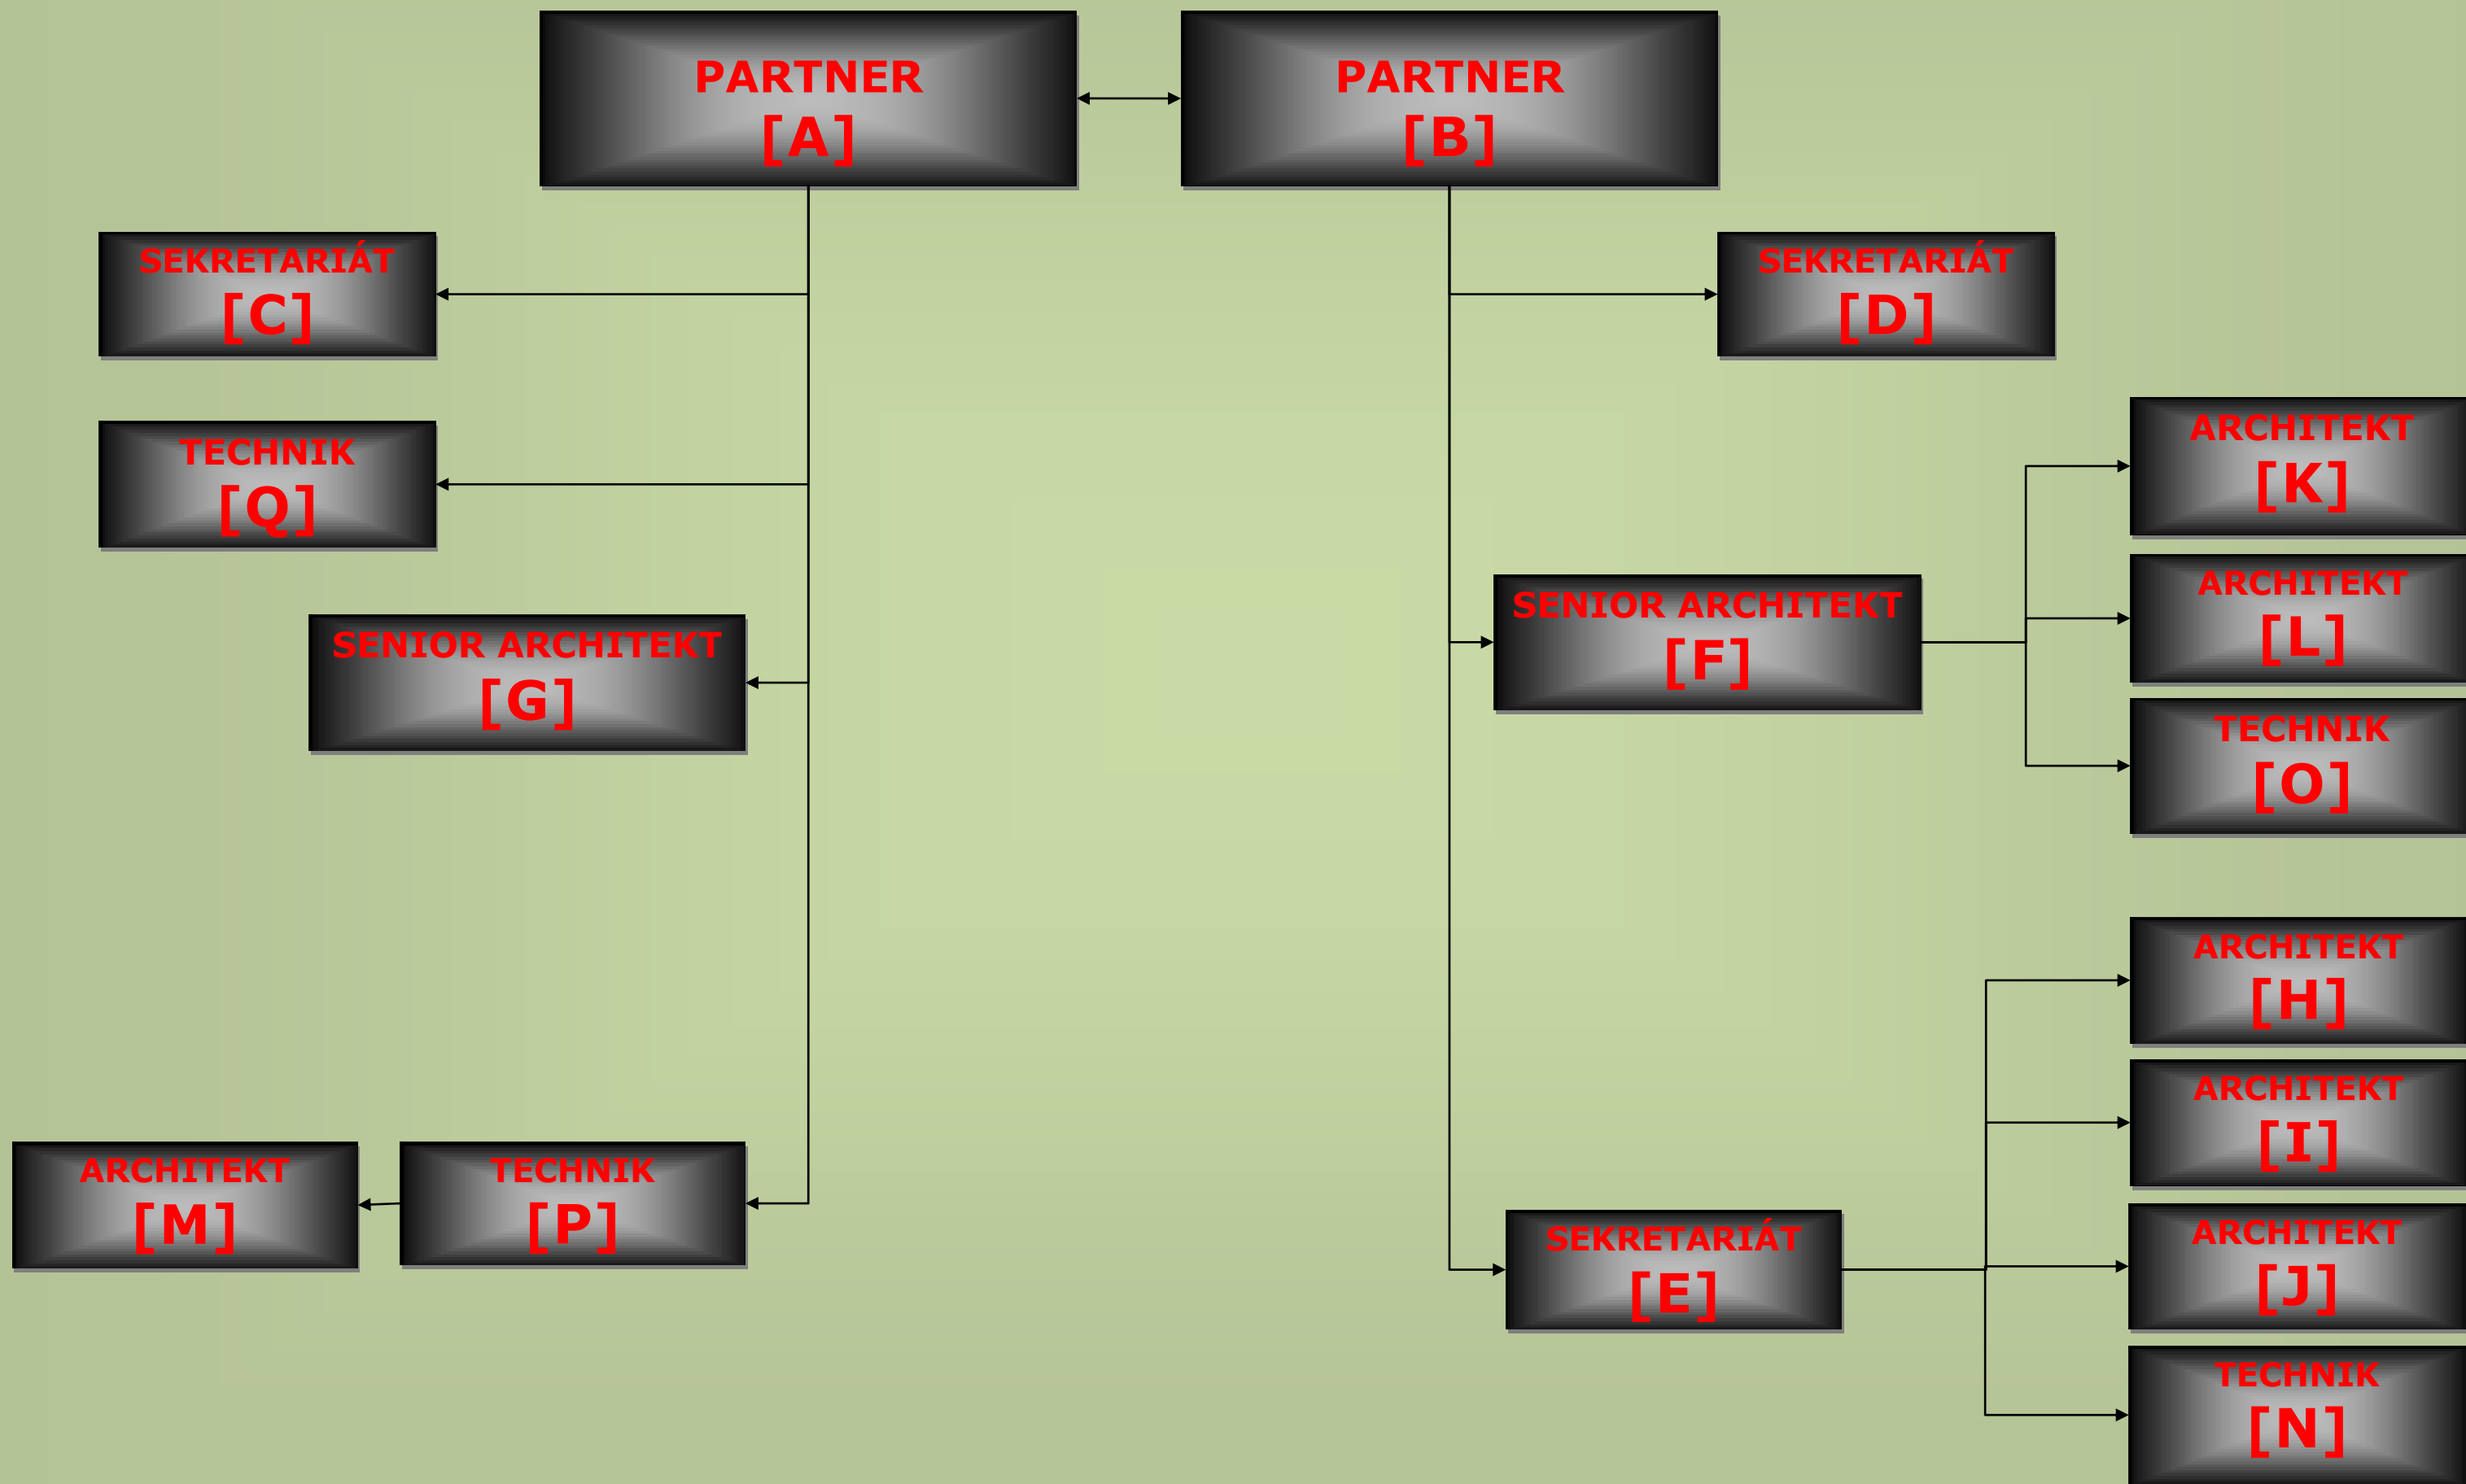 PARTNER
[A]
PARTNER
[B]
SEKRETARIÁT
[C]
SEKRETARIÁT
[D]
TECHNIK
[Q]
ARCHITEKT
[K]
ARCHITEKT
[L]
SENIOR ARCHITEKT
[F]
SENIOR ARCHITEKT
[G]
TECHNIK
[O]
ARCHITEKT
[H]
ARCHITEKT
[I]
ARCHITEKT
[M]
TECHNIK
[P]
SEKRETARIÁT
[E]
ARCHITEKT
[J]
TECHNIK
[N]